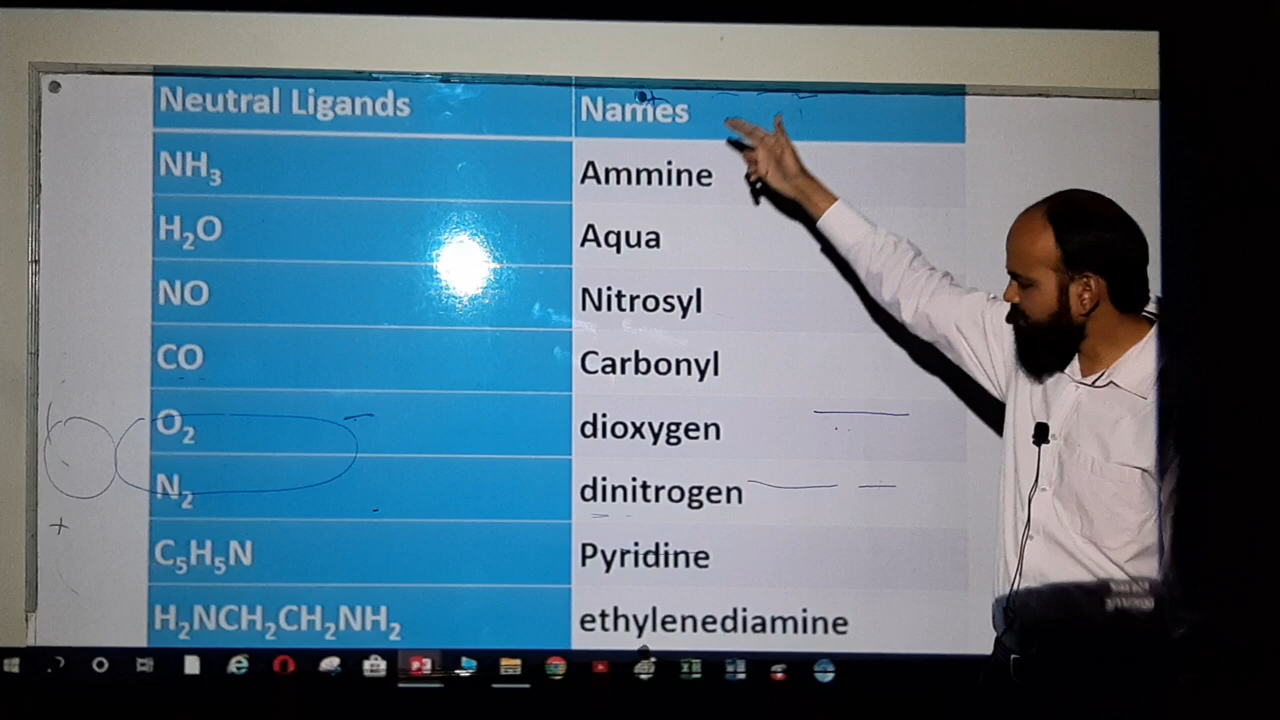 Neutral Ligands Names
NH₃ Ammine
H₂O Aqua
NO Nitrosyl
CO Carbonyl
O₂ dioxygen
N₂ dinitrogen
C₅H₅N Pyridine
H₂NCH₂CH₂NH₂ ethylenediamine